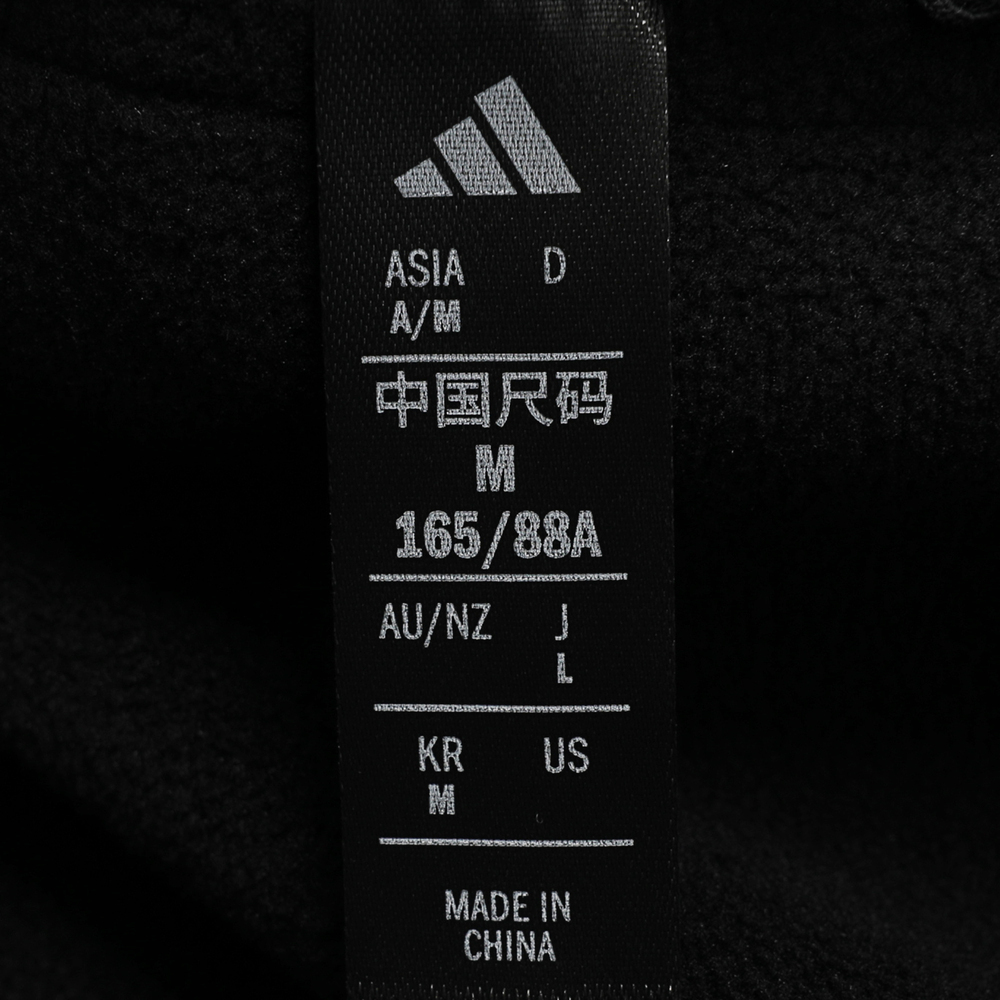 ASIA D
A/M
中国尺码
M
165/88A
AU/NZ J
L
KR US
M
MADE IN
CHINA